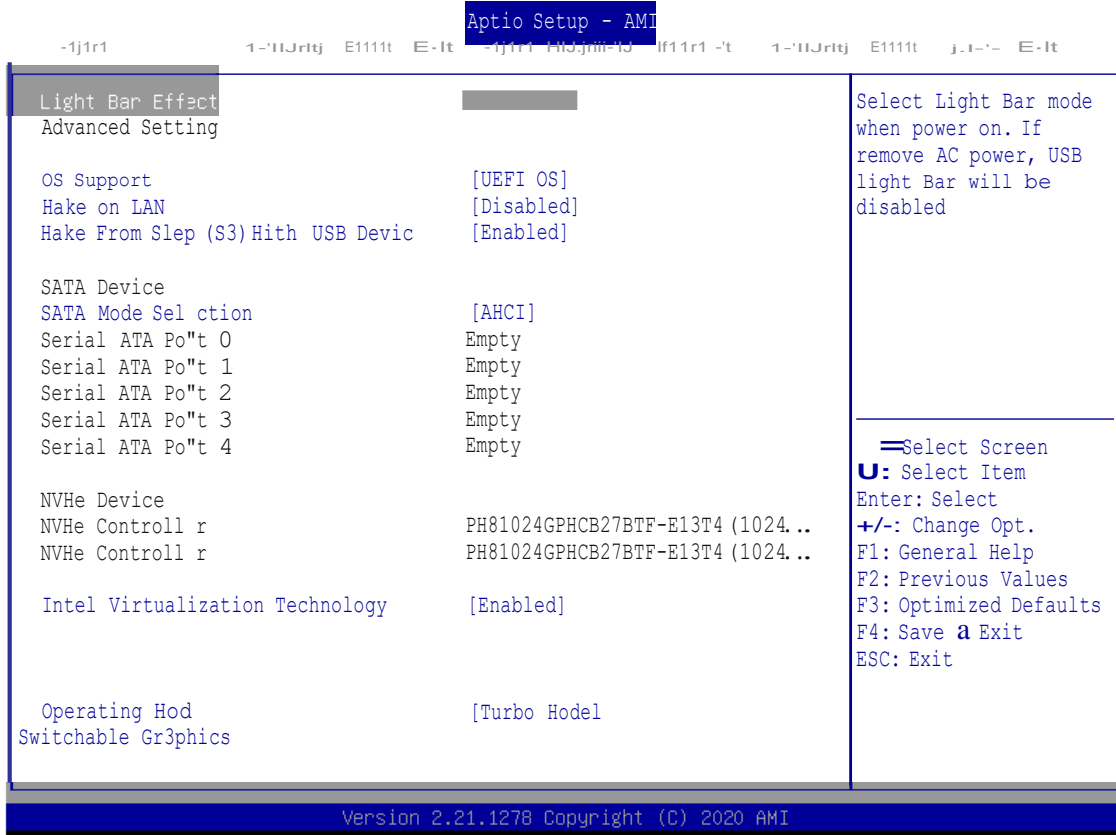 Aptio Setup - AMI
Light Bar Effect
Advanced Setting
OS Support [UEFI OS]
Hake on LAN [Disabled]
Hake From Slep (S3) Hith USB Devic [Enabled]
SATA Device
SATA Mode Sel ction [AHCI]
Serial ATA Po"t 0 Empty
Serial ATA Po"t 1 Empty
Serial ATA Po"t 2 Empty
Serial ATA Po"t 3 Empty
Serial ATA Po"t 4 Empty
NVHe Device
NVHe Controll r PH81024GPHCB27BTF-E13T4 (1024...
NVHe Controll r PH81024GPHCB27BTF-E13T4 (1024...
Intel Virtualization Technology [Enabled]
Operating Hod [Turbo Hodel
Switchable Gr3phics
Select Light Bar mode
when power on. If
remove AC power, USB
light Bar will be
disabled
=Select Screen
U: Select Item
Enter: Select
+/-: Change Opt.
F1: General Help
F2: Previous Values
F3: Optimized Defaults
F4: Save a Exit
ESC: Exit
Version 2.21.1278 Copyright (C) 2020 AMI